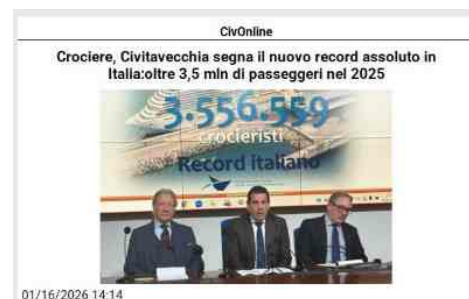 CivOnline
Crociere, Civitavecchia segna il nuovo record assoluto in
Italia:oltre 3,5 mln di passeggeri nel 2025
3.556.559
crocieristi
Record italiano
01/16/2026 14:14